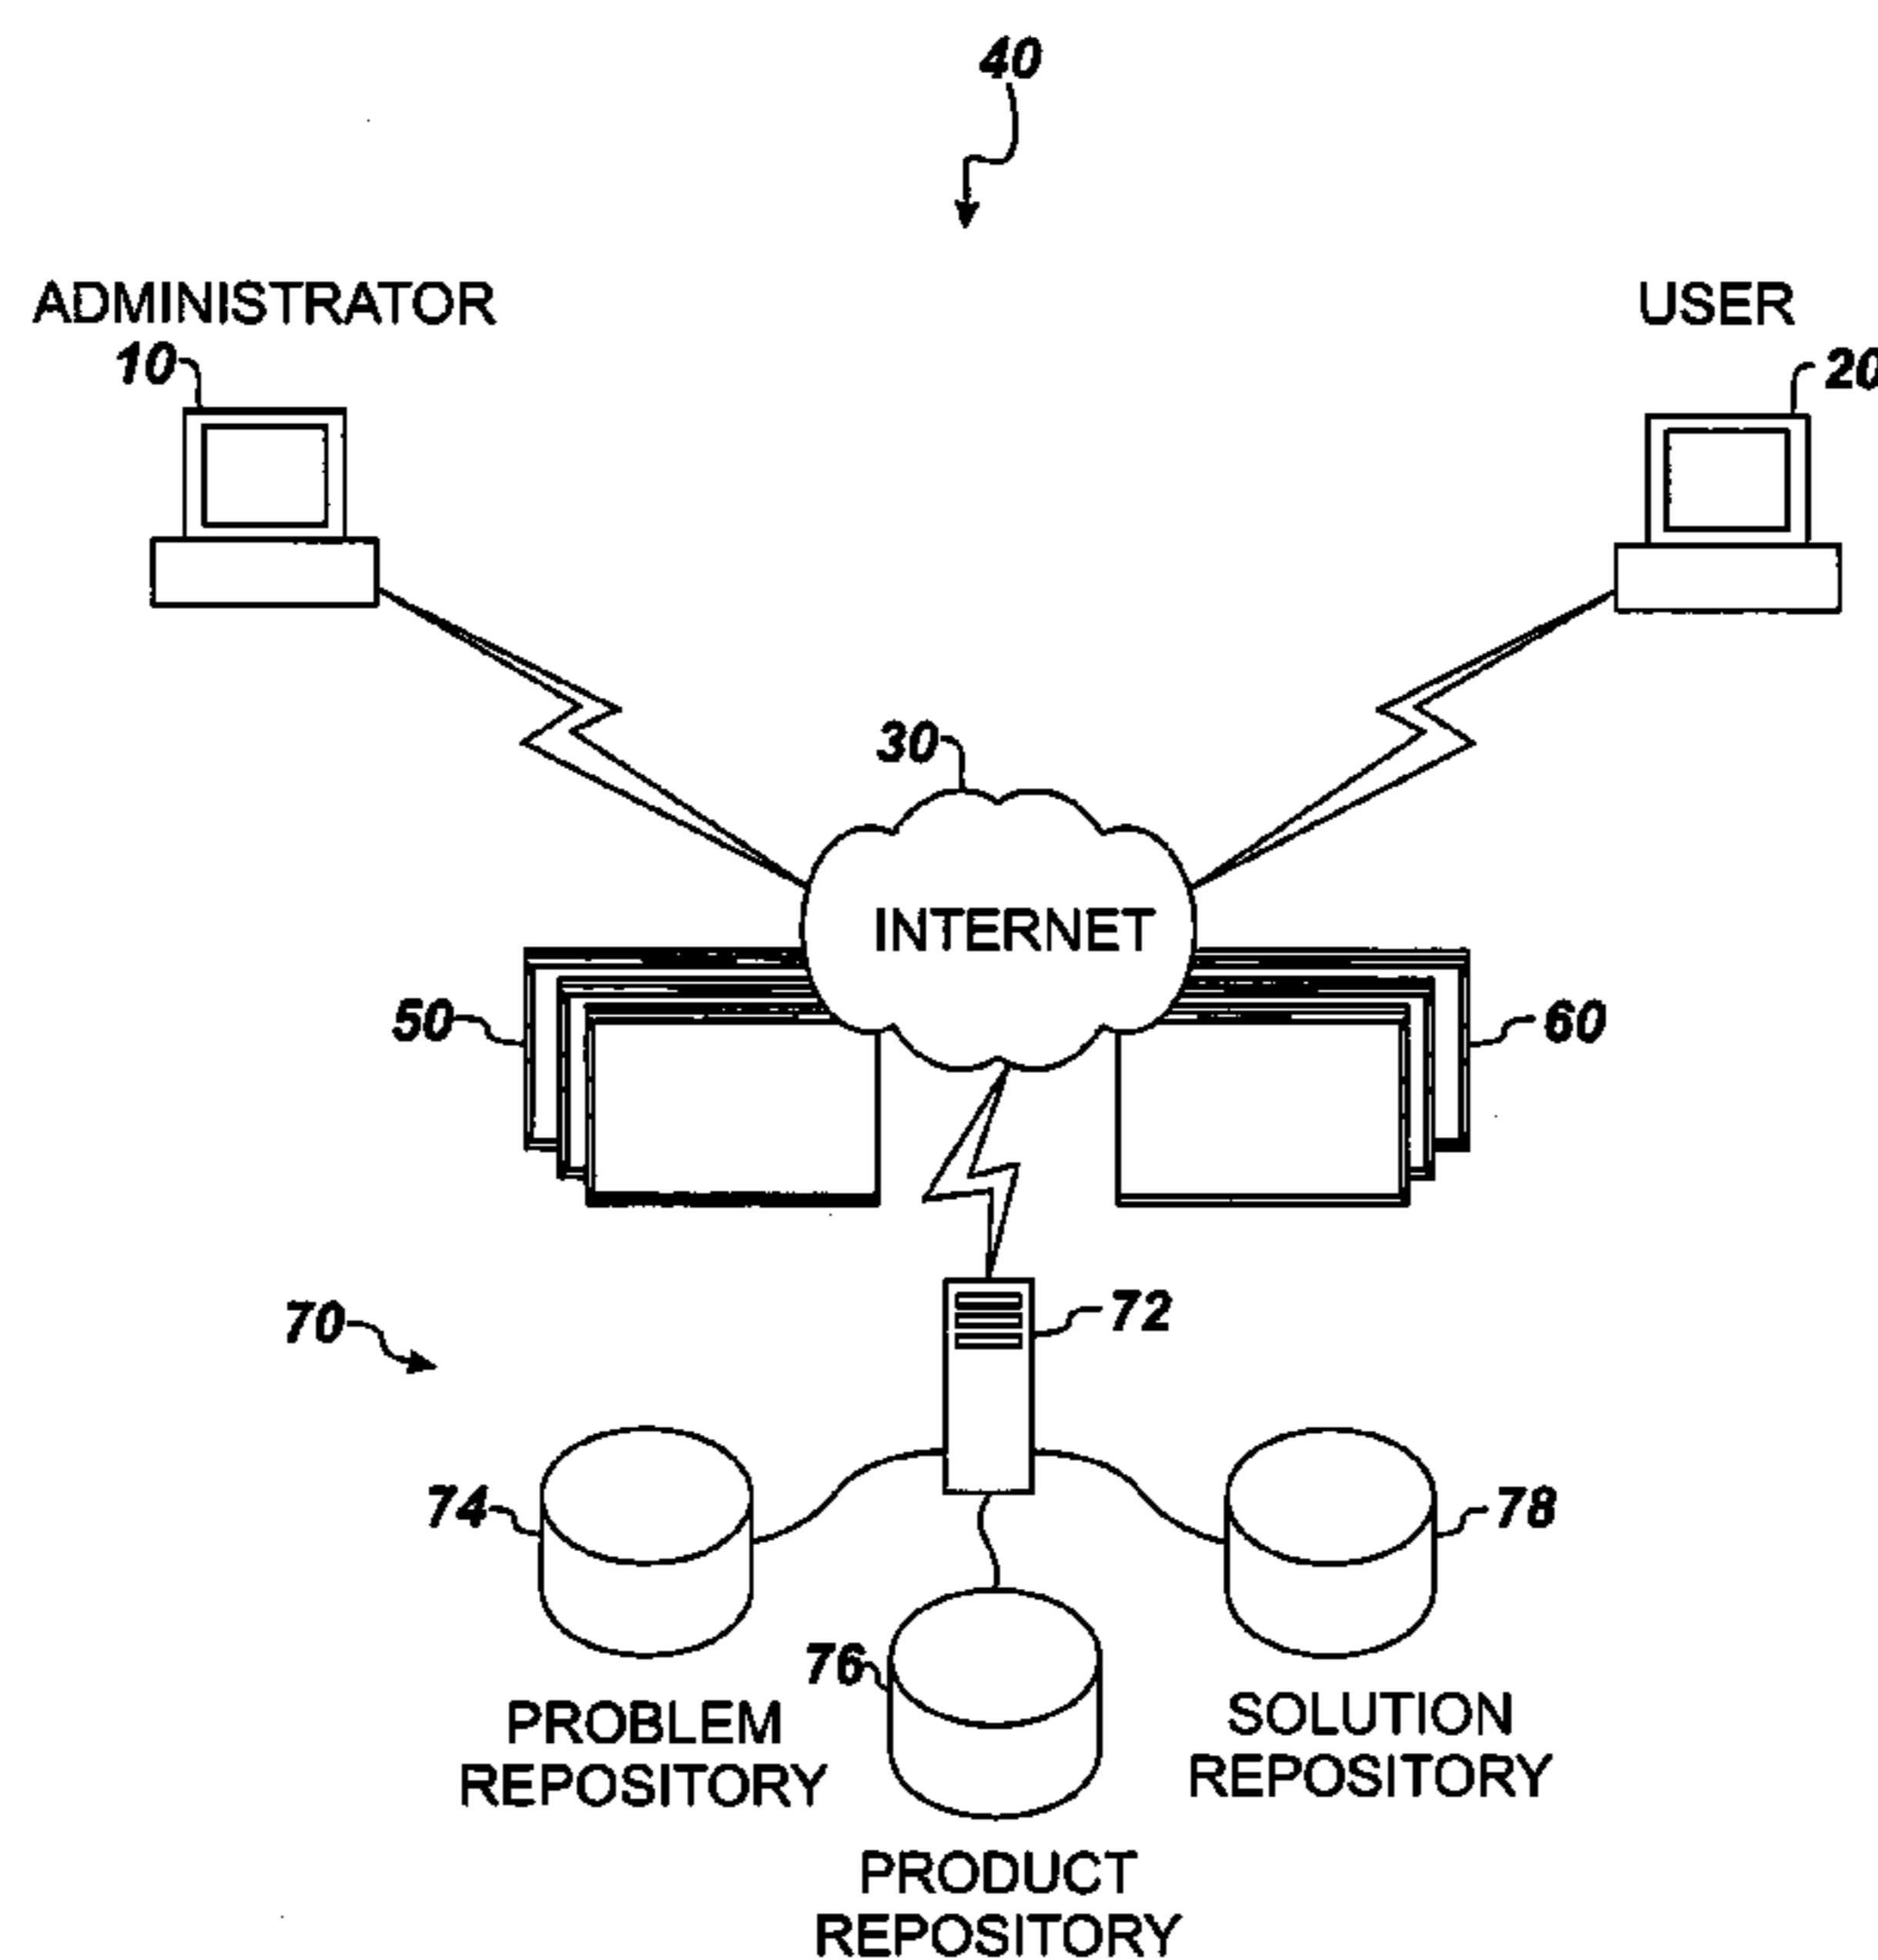 40
ADMINISTRATOR
10
USER
20
30
INTERNET
50
60
70
72
74
78
76
PROBLEM
REPOSITORY
SOLUTION
REPOSITORY
PRODUCT
REPOSITORY